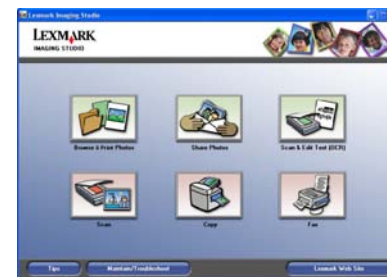 Lexmark Imaging Studio
LEXMARK
IMAGING STUDIO
Browse & Print Photos
Share Photos
Scan & Edit Text (OCR)
Scan
Copy
Fax
Tips
Maintain/Troubleshoot
Lexmark Web Site